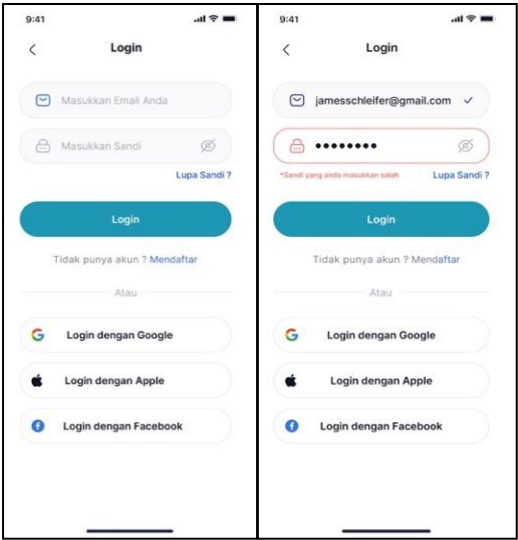 9:41
Login
Masukkan Email Anda
Masukkan Sandi
Lupa Sandi ?
Login
Tidak punya akun ? Mendaftar
Atau
Login dengan Google
Login dengan Apple
Login dengan Facebook
9:41
Login
jamesschleifer@gmail.com
*Sandi yang anda masukkan salah
Lupa Sandi ?
Login
Tidak punya akun ? Mendaftar
Atau
Login dengan Google
Login dengan Apple
Login dengan Facebook